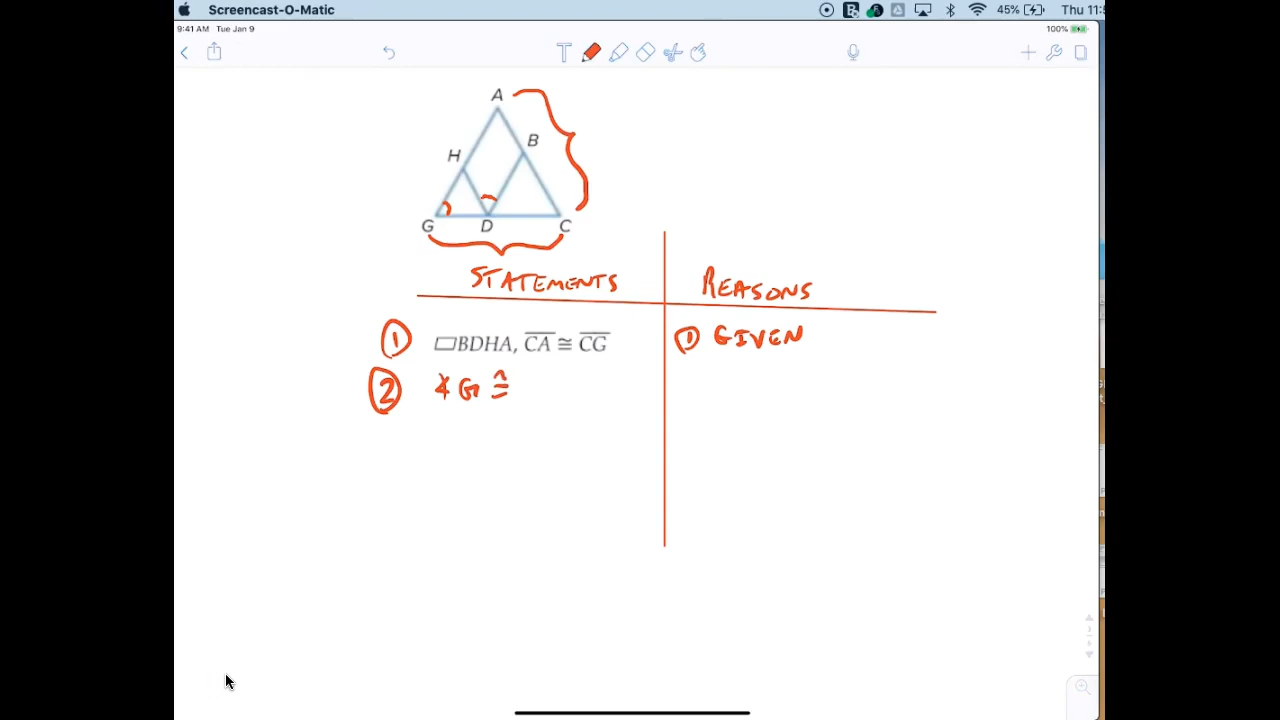 Screencast-O-Matic
45%
Thu 11:5
9:41 AM Tue Jan 9
100%
T
A
B
H
G D C
STATEMENTS
REASONS
① ▱BDHA, CA ≅ CG
① GIVEN
② ∡G ≅